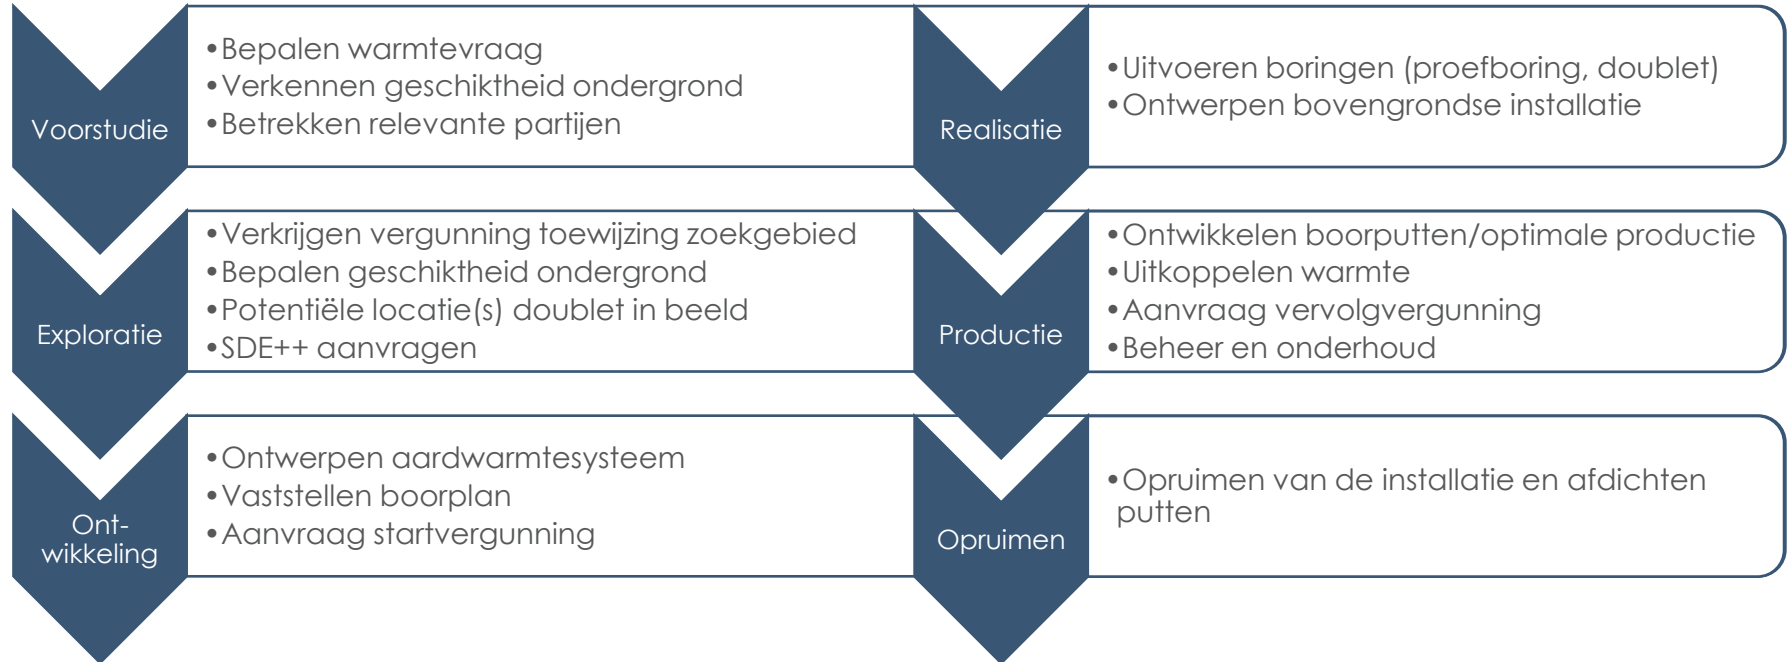 Voorstudie
•Bepalen warmtevraag
•Verkennen geschiktheid ondergrond
•Betrekken relevante partijen
Exploratie
•Verkrijgen vergunning toewijzing zoekgebied
•Bepalen geschiktheid ondergrond
•Potentiële locatie(s) doublet in beeld
•SDE++ aanvragen
Ont-
wikkeling
•Ontwerpen aardwarmtesysteem
•Vaststellen boorplan
•Aanvraag startvergunning
Realisatie
•Uitvoeren boringen (proefboring, doublet)
•Ontwerpen bovengrondse installatie
Productie
•Ontwikkelen boorputten/optimale productie
•Uitkoppelen warmte
•Aanvraag vervolgvergunning
•Beheer en onderhoud
Opruimen
•Opruimen van de installatie en afdichten
putten